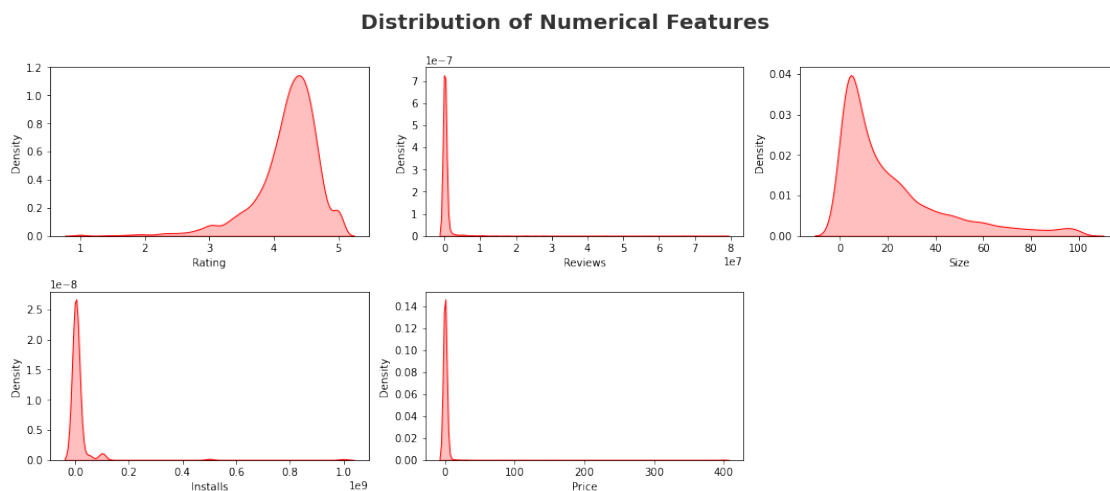 Distribution of Numerical Features
1.2
1.0
0.8
0.6
0.4
0.2
0.0
Density
1 2 3 4 5
Rating
1e−7
7
6
5
4
3
2
1
0
Density
0 1 2 3 4 5 6 7 8
1e7
Reviews
0.04
0.03
0.02
0.01
0.00
Density
0 20 40 60 80 100
Size
1e−8
2.5
2.0
1.5
1.0
0.5
0.0
Density
0.0 0.2 0.4 0.6 0.8 1.0
1e9
Installs
0.14
0.12
0.10
0.08
0.06
0.04
0.02
0.00
Density
0 100 200 300 400
Price